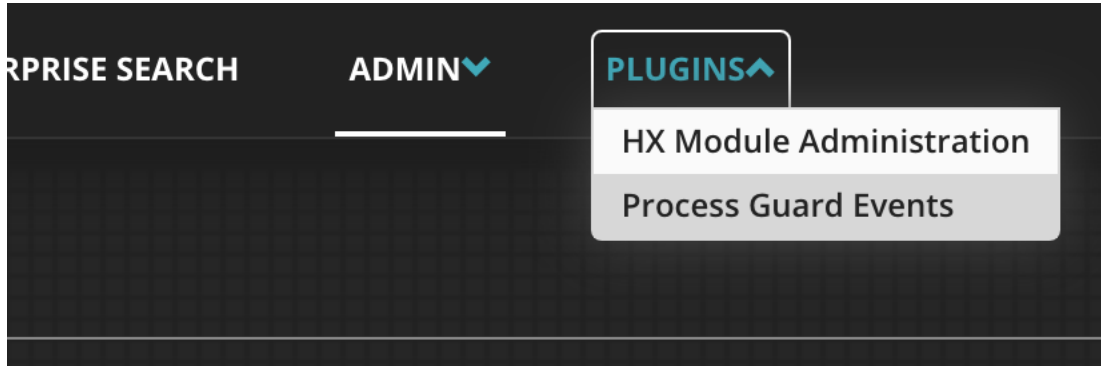 RPRISE SEARCH
ADMIN
PLUGINS
HX Module Administration
Process Guard Events